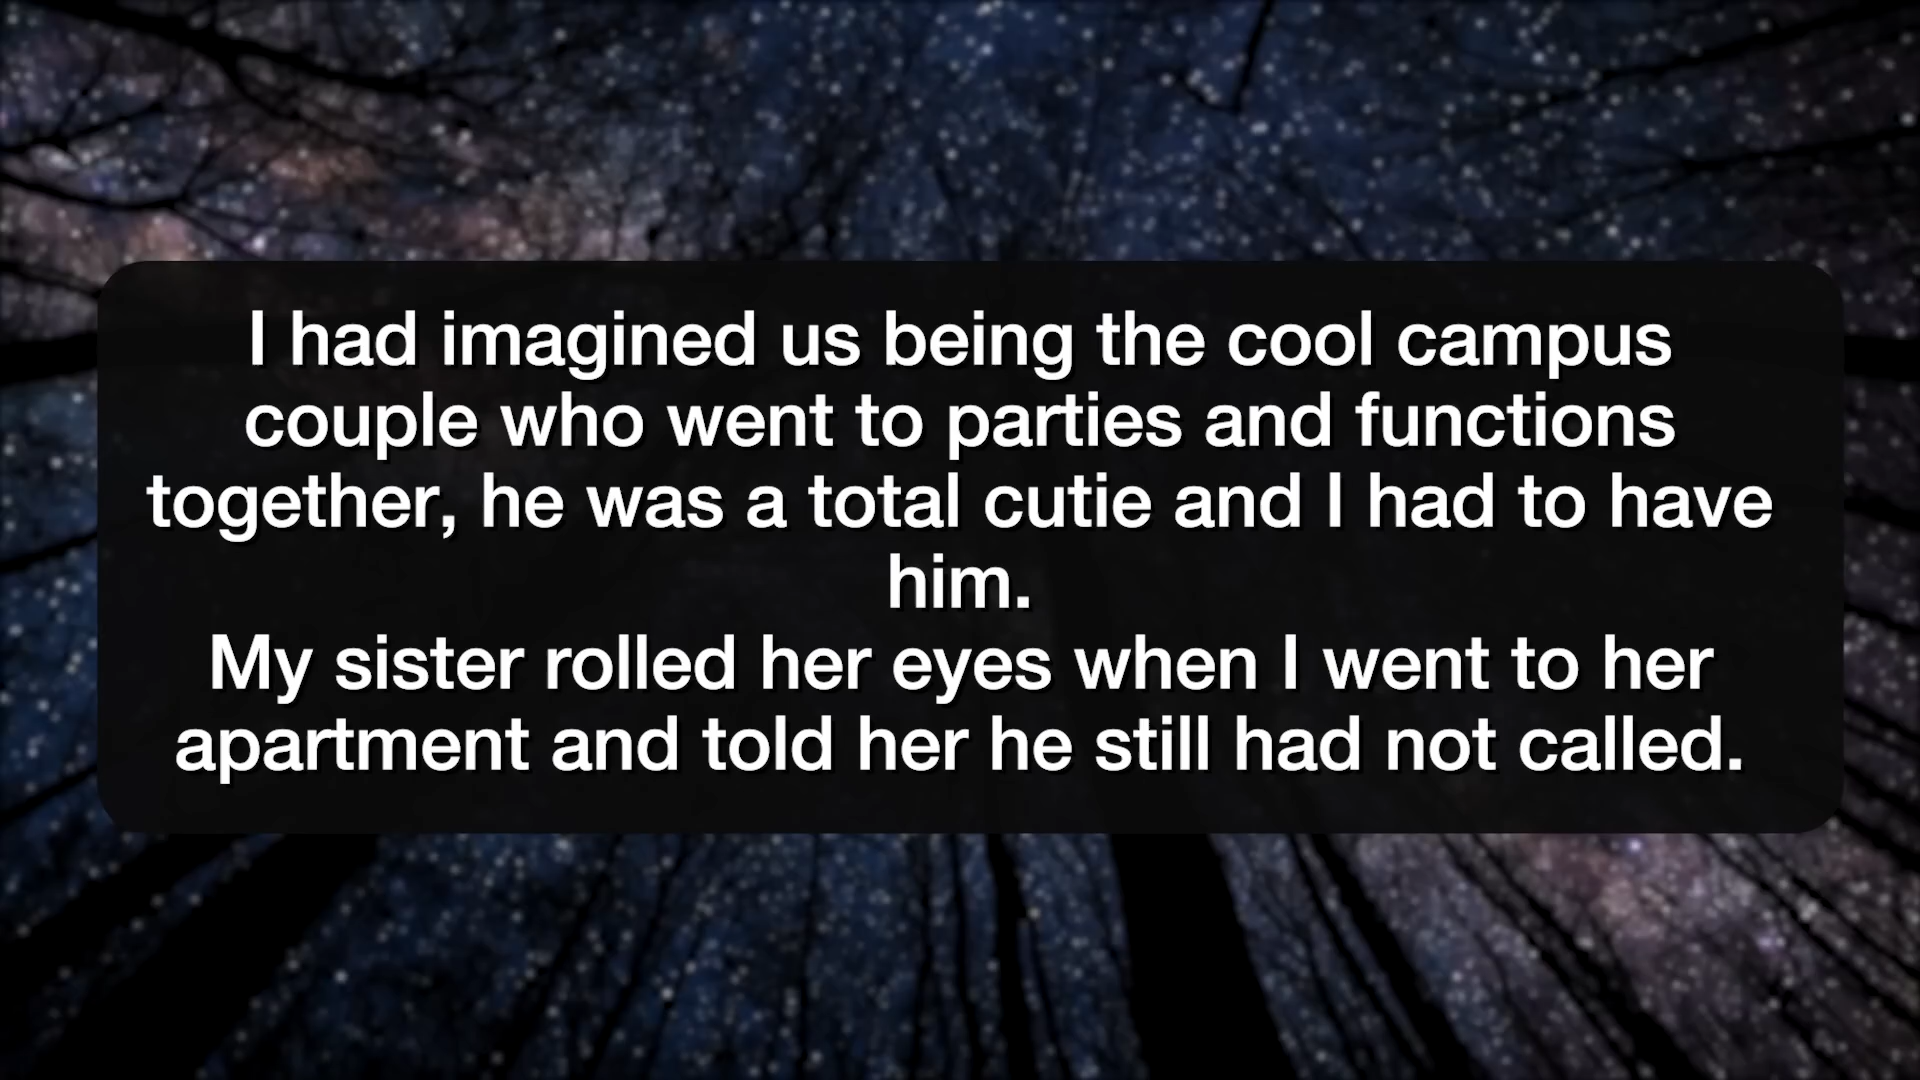 I had imagined us being the cool campus
couple who went to parties and functions
together, he was a total cutie and I had to have
him.
My sister rolled her eyes when I went to her
apartment and told her he still had not called.